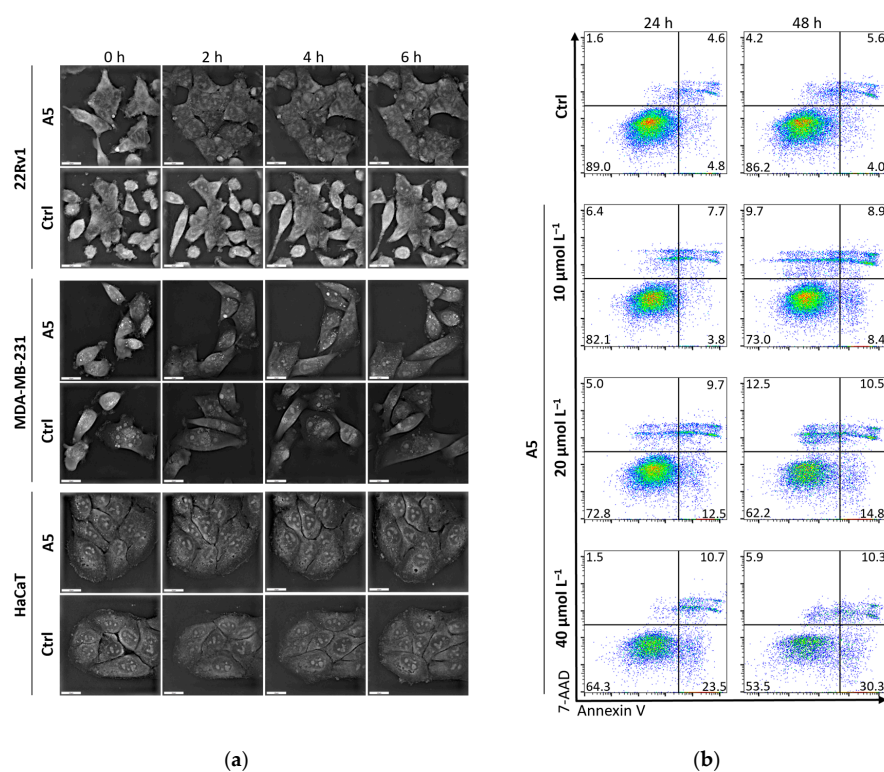 0 h 2 h 4 h 6 h
22Rv1
A5
Ctrl
MDA-MB-231
A5
Ctrl
HaCaT
A5
Ctrl
(a)
24 h 48 h
Ctrl
1.6 4.6 4.2 5.6
89.0 4.8 86.2 4.0
A5
10 μmol L⁻¹
6.4 7.7 9.7 8.9
82.1 3.8 73.0 8.4
20 μmol L⁻¹
5.0 9.7 12.5 10.5
72.8 12.5 62.2 14.8
40 μmol L⁻¹
1.5 10.7 5.9 10.3
64.3 23.5 53.5 30.3
7-AAD
Annexin V
(b)